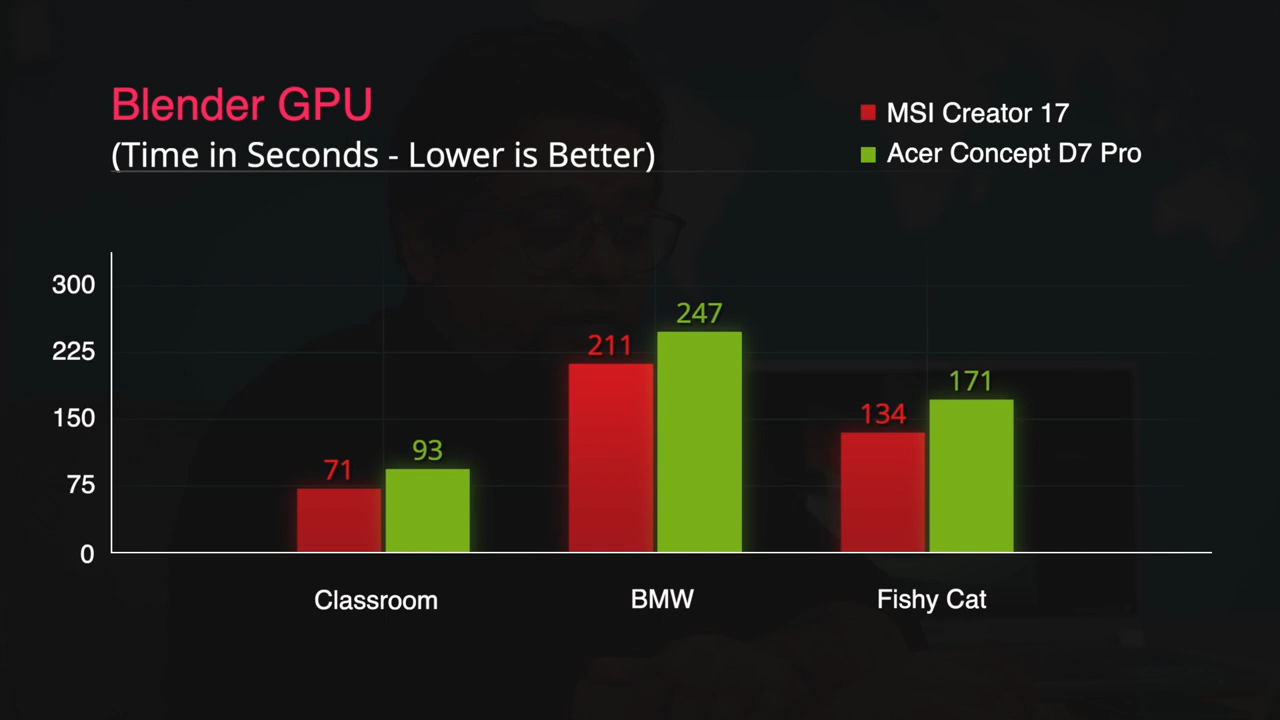 Blender GPU
(Time in Seconds - Lower is Better)
MSI Creator 17
Acer Concept D7 Pro
300
225
150
75
0
71
93
211
247
134
171
Classroom
BMW
Fishy Cat